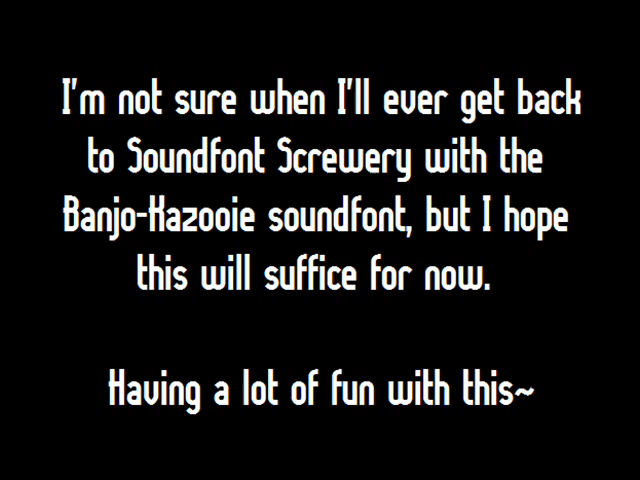 I'm not sure when I'll ever get back
to Soundfont Screwery with the
Banjo-Kazooie soundfont, but I hope
this will suffice for now.
Having a lot of fun with this~